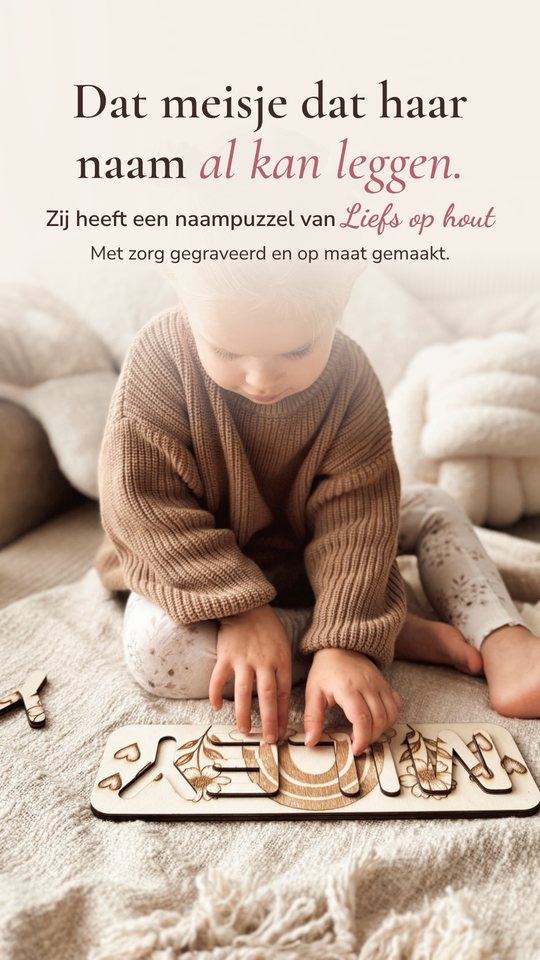 Dat meisje dat haar
naam al kan leggen.
Zij heeft een naampuzzel van Liefs op hout
Met zorg gegraveerd en op maat gemaakt.
MILEY